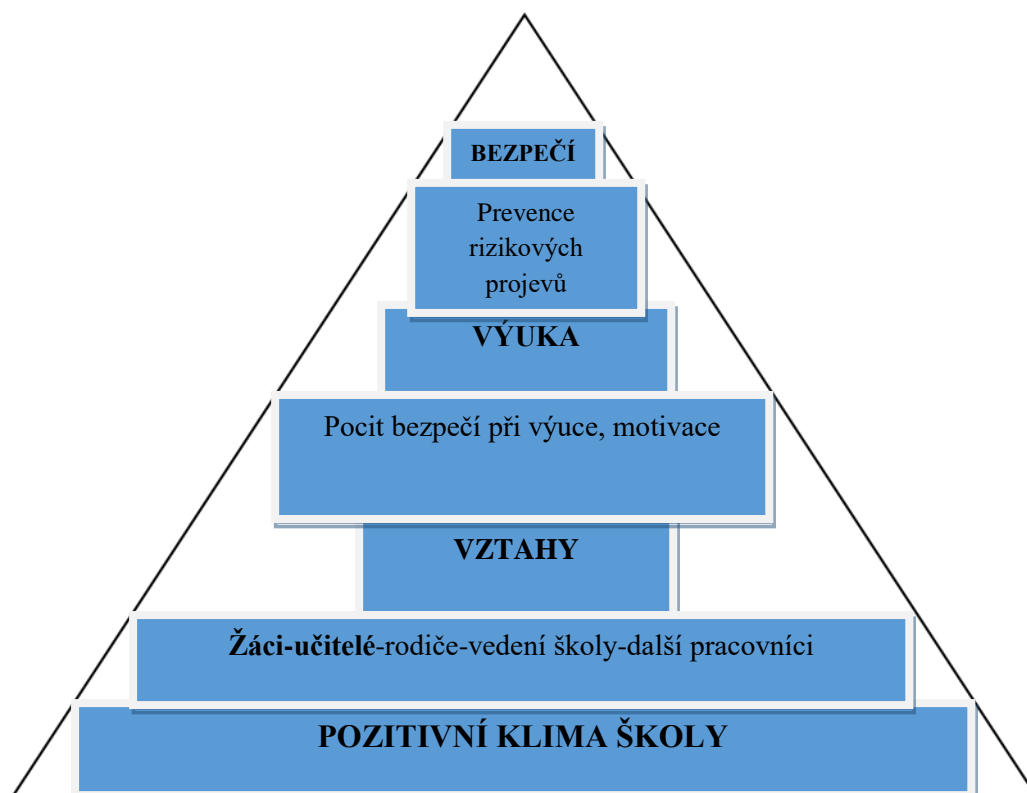 BEZPEČÍ
Prevence
rizikových
projevů
VÝUKA
Pocit bezpečí při výuce, motivace
VZTAHY
Žáci-učitelé-rodiče-vedení školy-další pracovníci
POZITIVNÍ KLIMA ŠKOLY